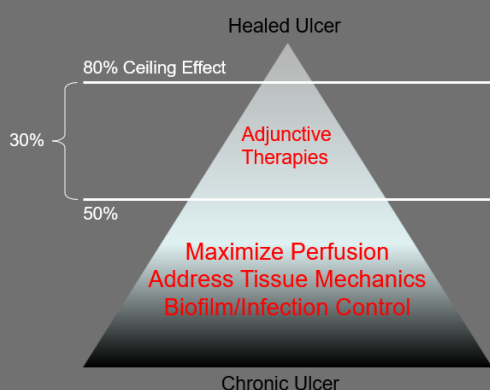 Healed Ulcer
80% Ceiling Effect
30%
Adjunctive
Therapies
50%
Maximize Perfusion
Address Tissue Mechanics
Biofilm/Infection Control
Chronic Ulcer